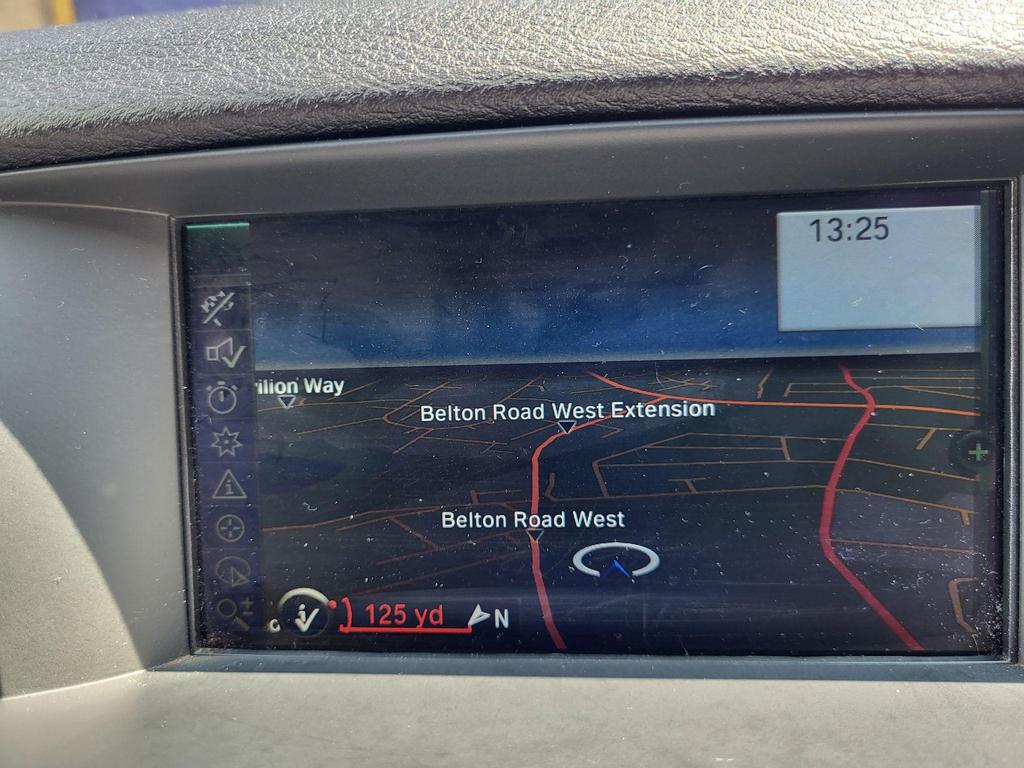 13:25
ilion Way
Belton Road West Extension
Belton Road West
125 yd
N